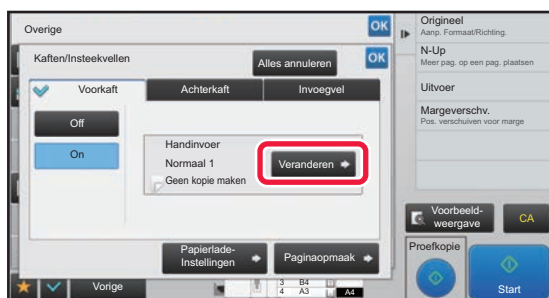 Overige
OK
Kaften/Insteekvellen
Alles annuleren
OK
Voorkaft
Achterkaft
Invoegvel
Off
On
Handinvoer
Normaal 1
Geen kopie maken
Veranderen
Papierlade-
Instellingen
Paginaopmaak
Vorige
3 B4
4 A3
A4
Origineel
Aanp. Formaat/Richting.
N-Up
Meer pag. op een pag. plaatsen
Uitvoer
Margeverschv.
Pos. verschuiven voor marge
Voorbeeld-
weergave
CA
Proefkopie
Start